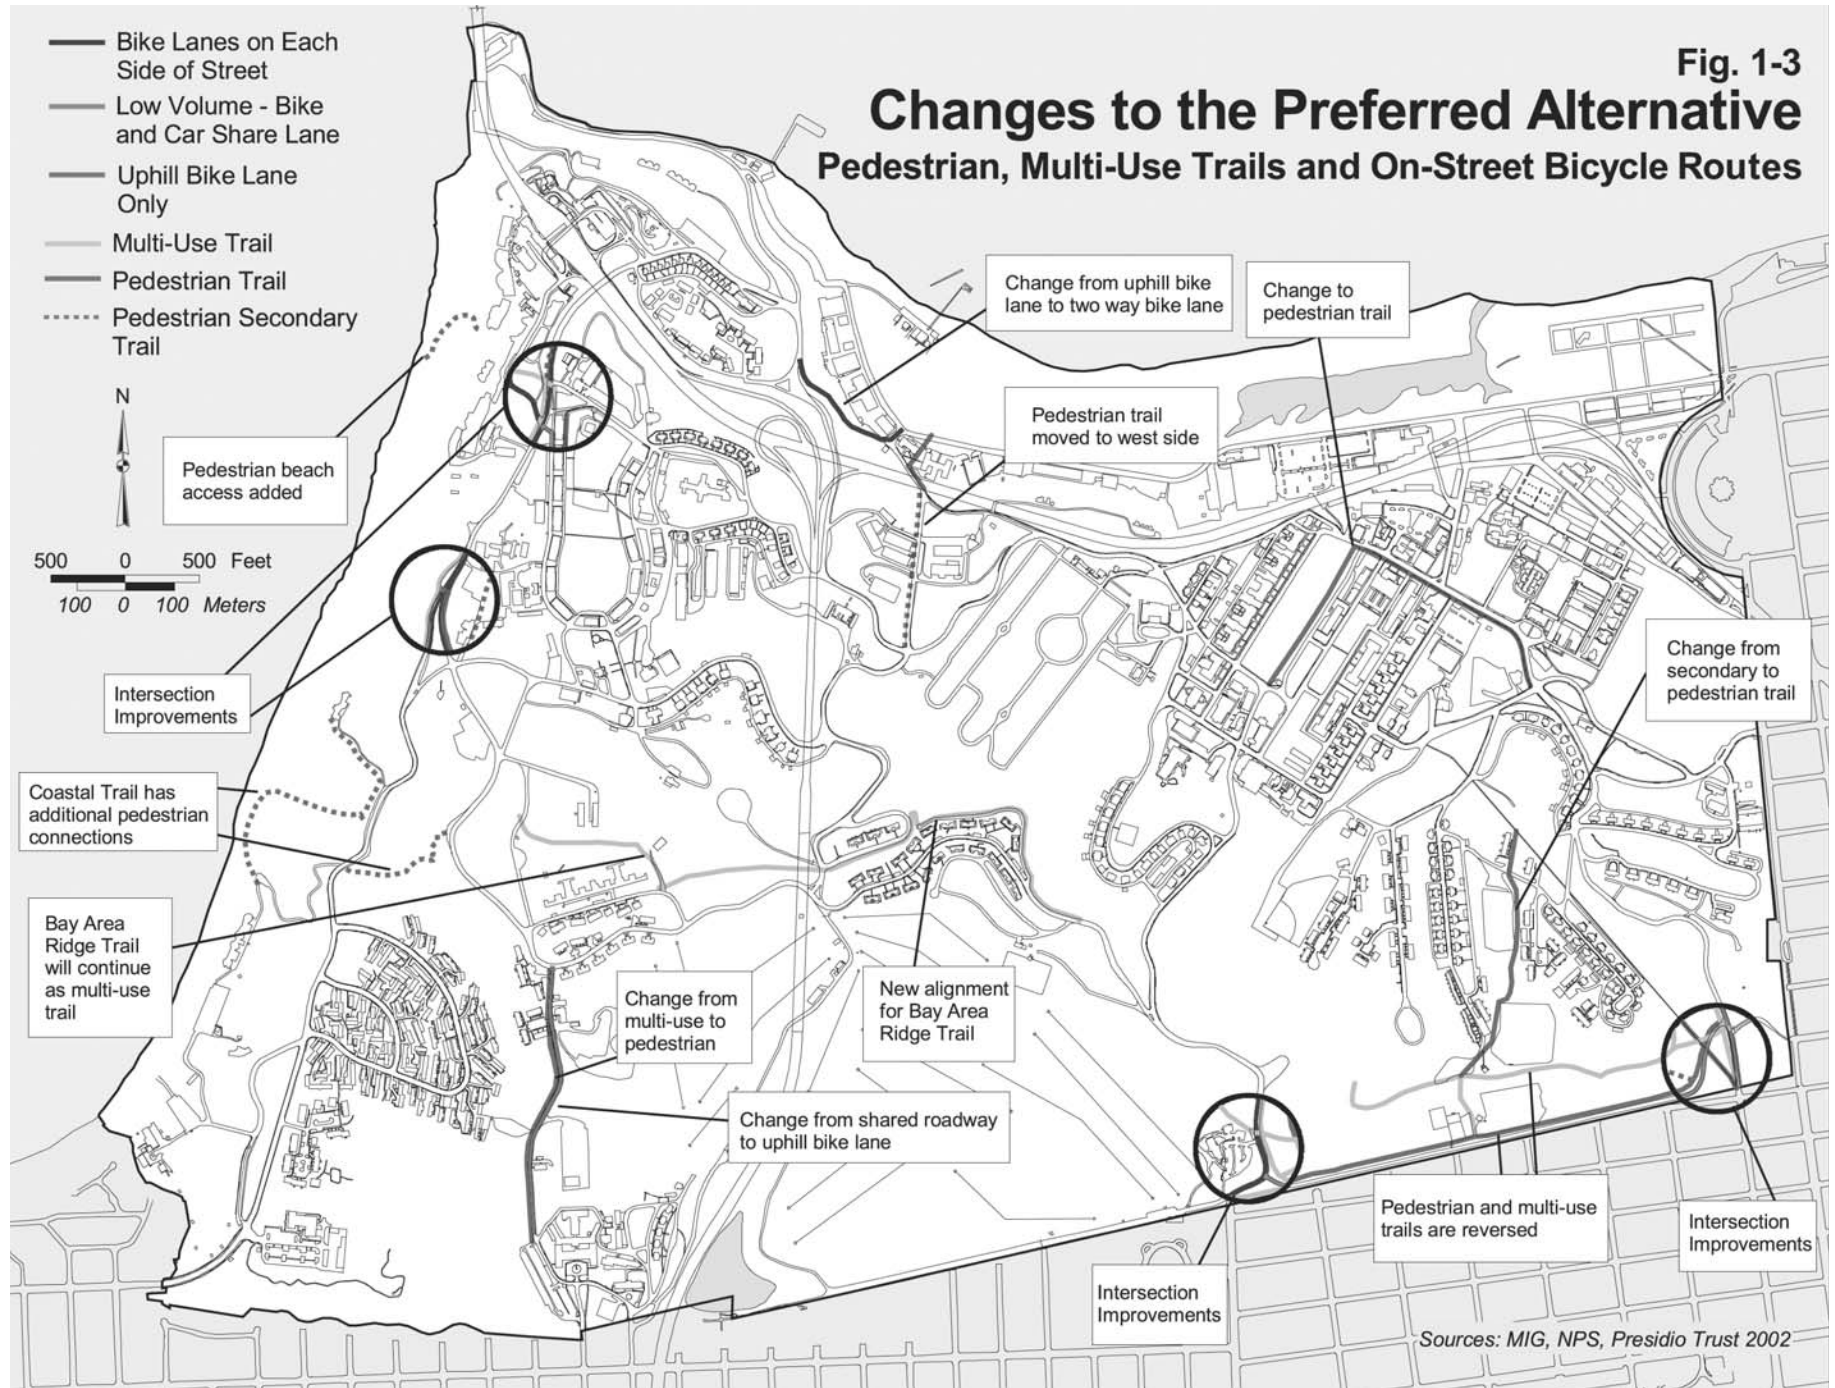 Fig. 1-3
Changes to the Preferred Alternative
Pedestrian, Multi-Use Trails and On-Street Bicycle Routes
Bike Lanes on Each
Side of Street
Low Volume - Bike
and Car Share Lane
Uphill Bike Lane
Only
Multi-Use Trail
Pedestrian Trail
Pedestrian Secondary
Trail
N
500 0 500 Feet
100 0 100 Meters
Change from uphill bike
lane to two way bike lane
Change to
pedestrian trail
Pedestrian trail
moved to west side
Pedestrian beach
access added
Intersection
Improvements
Change from
secondary to
pedestrian trail
Coastal Trail has
additional pedestrian
connections
Bay Area
Ridge Trail
will continue
as multi-use
trail
Change from
multi-use to
pedestrian
New alignment
for Bay Area
Ridge Trail
Change from shared roadway
to uphill bike lane
Pedestrian and multi-use
trails are reversed
Intersection
Improvements
Intersection
Improvements
Sources: MIG, NPS, Presidio Trust 2002